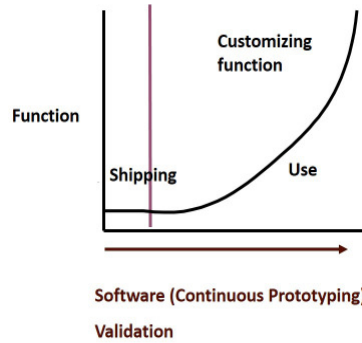 Customizing
function
Function
Shipping
Use
Software (Continuous Prototyping)
Validation